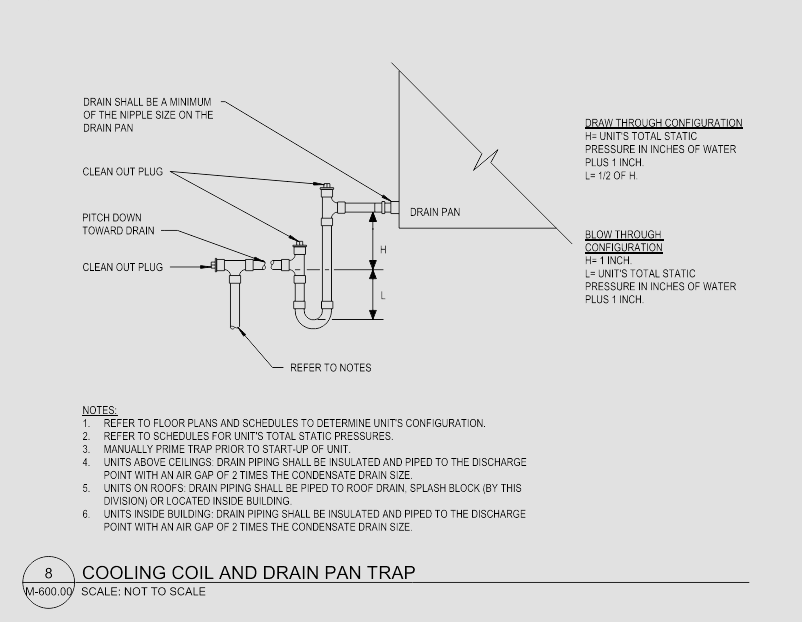 DRAIN SHALL BE A MINIMUM
OF THE NIPPLE SIZE ON THE
DRAIN PAN
CLEAN OUT PLUG
PITCH DOWN
TOWARD DRAIN
CLEAN OUT PLUG
DRAIN PAN
H
L
REFER TO NOTES
DRAW THROUGH CONFIGURATION
H= UNIT'S TOTAL STATIC
PRESSURE IN INCHES OF WATER
PLUS 1 INCH.
L= 1/2 OF H.
BLOW THROUGH
CONFIGURATION
H= 1 INCH.
L= UNIT'S TOTAL STATIC
PRESSURE IN INCHES OF WATER
PLUS 1 INCH.
NOTES:
1. REFER TO FLOOR PLANS AND SCHEDULES TO DETERMINE UNIT'S CONFIGURATION.
2. REFER TO SCHEDULES FOR UNIT'S TOTAL STATIC PRESSURES.
3. MANUALLY PRIME TRAP PRIOR TO START-UP OF UNIT.
4. UNITS ABOVE CEILINGS: DRAIN PIPING SHALL BE INSULATED AND PIPED TO THE DISCHARGE
POINT WITH AN AIR GAP OF 2 TIMES THE CONDENSATE DRAIN SIZE.
5. UNITS ON ROOFS: DRAIN PIPING SHALL BE PIPED TO ROOF DRAIN, SPLASH BLOCK (BY THIS
DIVISION) OR LOCATED INSIDE BUILDING.
6. UNITS INSIDE BUILDING: DRAIN PIPING SHALL BE INSULATED AND PIPED TO THE DISCHARGE
POINT WITH AN AIR GAP OF 2 TIMES THE CONDENSATE DRAIN SIZE.
8
M-600.00
COOLING COIL AND DRAIN PAN TRAP
SCALE: NOT TO SCALE